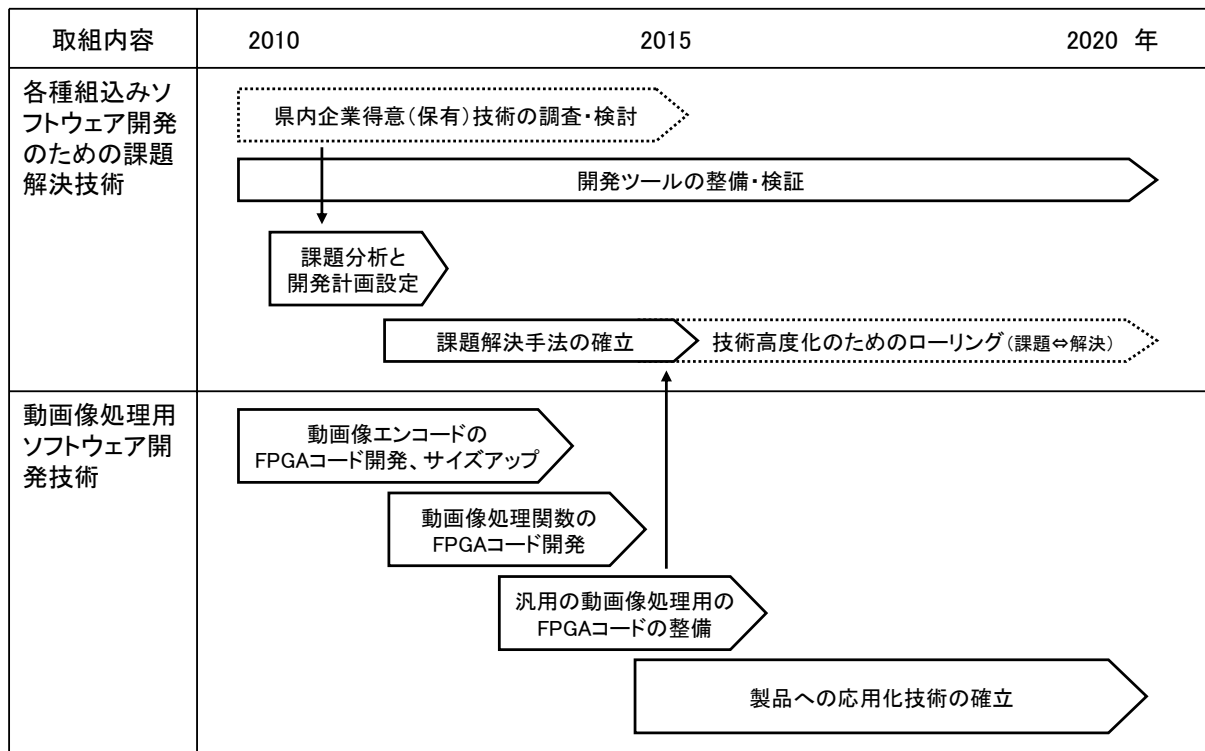 取組内容
2010 2015 2020 年
各種組込みソ
フトウェア開発
のための課題
解決技術
県内企業得意(保有)技術の調査・検討
開発ツールの整備・検証
課題分析と
開発計画設定
課題解決手法の確立
技術高度化のためのローリング(課題⇔解決)
動画像処理用
ソフトウェア開
発技術
動画像エンコードの
FPGAコード開発、サイズアップ
動画像処理関数の
FPGAコード開発
汎用の動画像処理用の
FPGAコードの整備
製品への応用化技術の確立